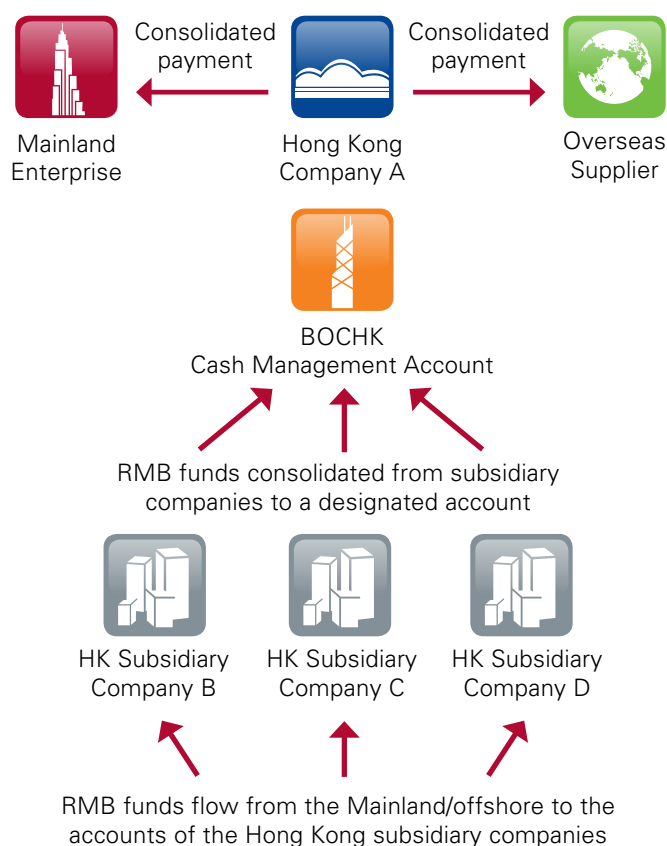 Consolidated
payment
Consolidated
payment
Mainland
Enterprise
Hong Kong
Company A
Overseas
Supplier
BOCHK
Cash Management Account
RMB funds consolidated from subsidiary
companies to a designated account
HK Subsidiary
Company B
HK Subsidiary
Company C
HK Subsidiary
Company D
RMB funds flow from the Mainland/offshore to the
accounts of the Hong Kong subsidiary companies